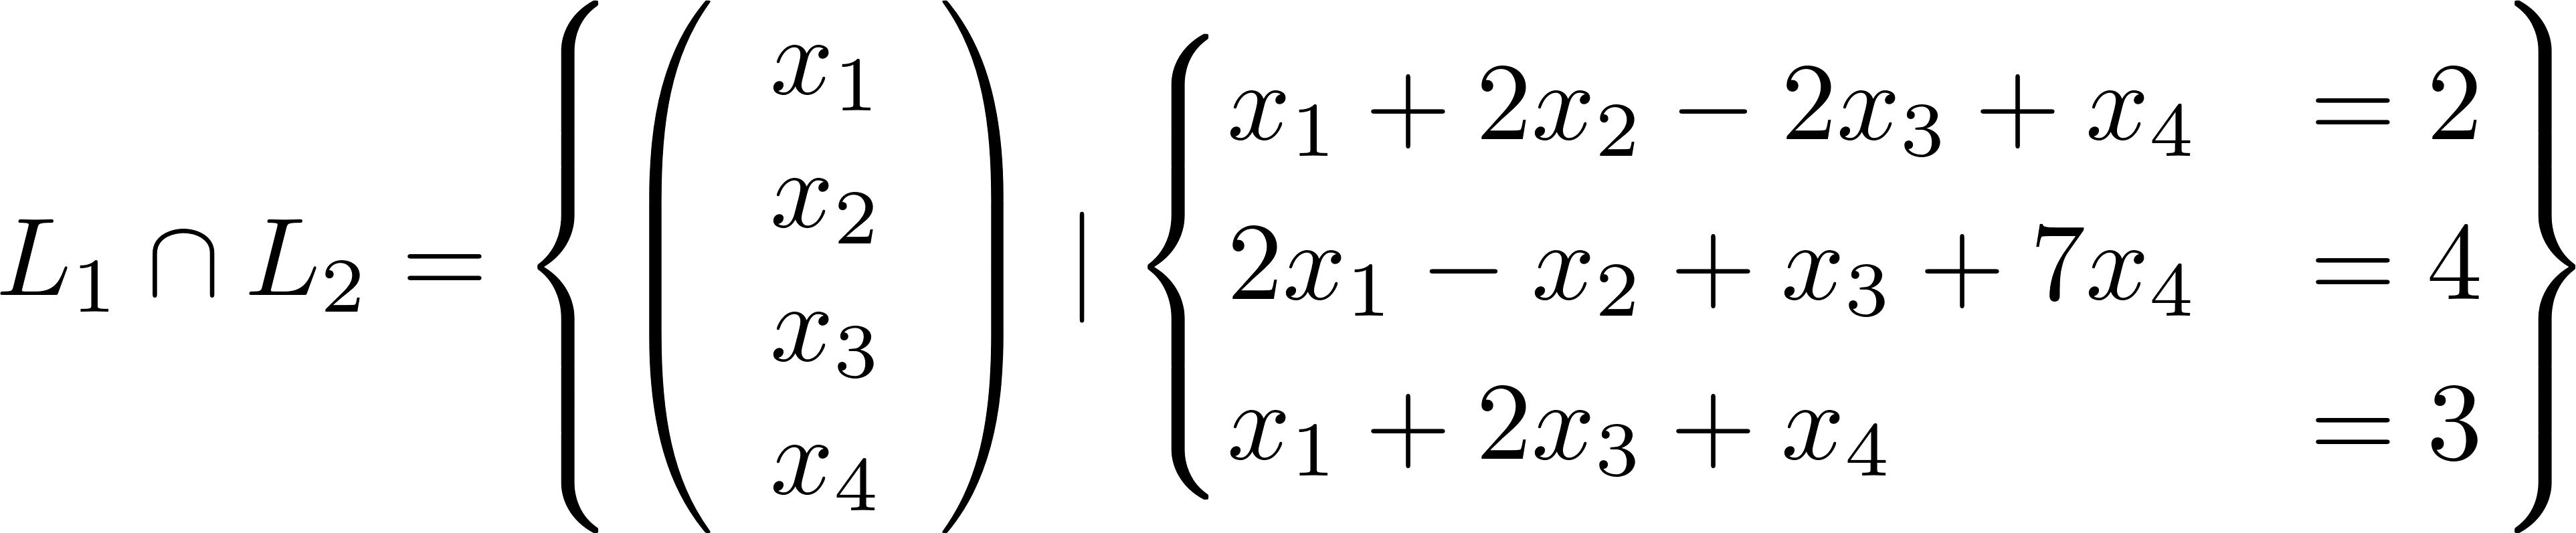 L₁ ∩ L₂ = { ( x₁ x₂ x₃ x₄ ) | { x₁ + 2x₂ − 2x₃ + x₄ = 2
2x₁ − x₂ + x₃ + 7x₄ = 4
x₁ + 2x₃ + x₄ = 3 }